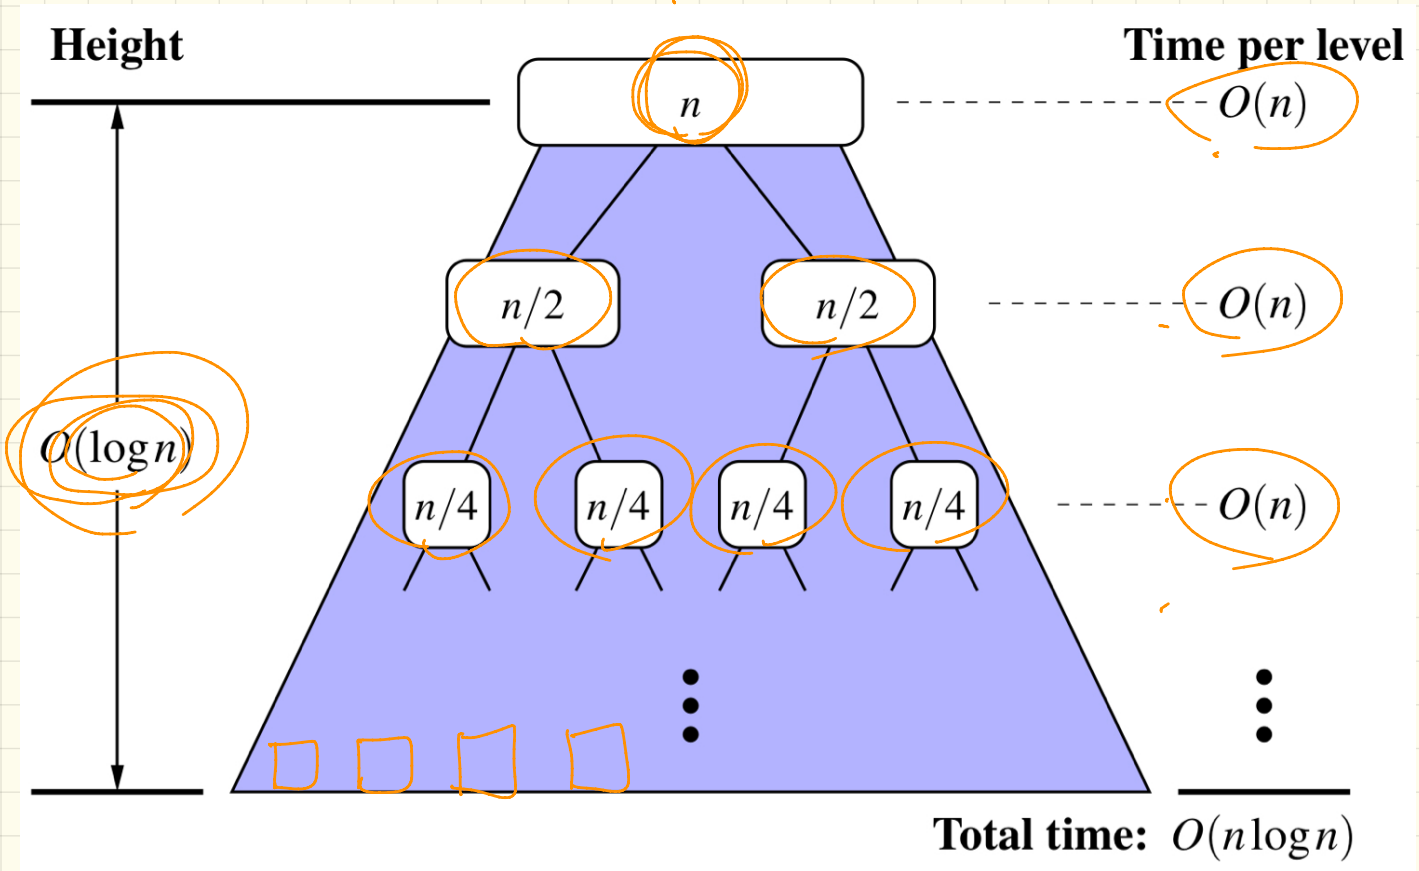 Height
Time per level
n
O(n)
n/2
n/2
O(n)
O(log n)
n/4
n/4
n/4
n/4
O(n)
Total time: O(n log n)